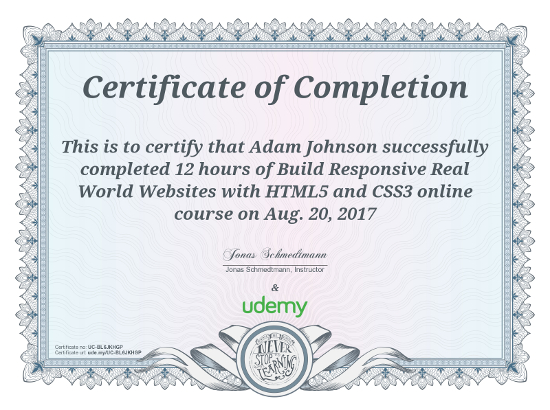 Certificate of Completion
This is to certify that Adam Johnson successfully
completed 12 hours of Build Responsive Real
World Websites with HTML5 and CSS3 online
course on Aug. 20, 2017
Jonas Schmedtmann
Jonas Schmedtmann, Instructor
&
udemy
NEVER
STOP
LEARNING
Certificate no: UC-BL6JKHGP
Certificate url: ude.my/UC-BL6JKHGP